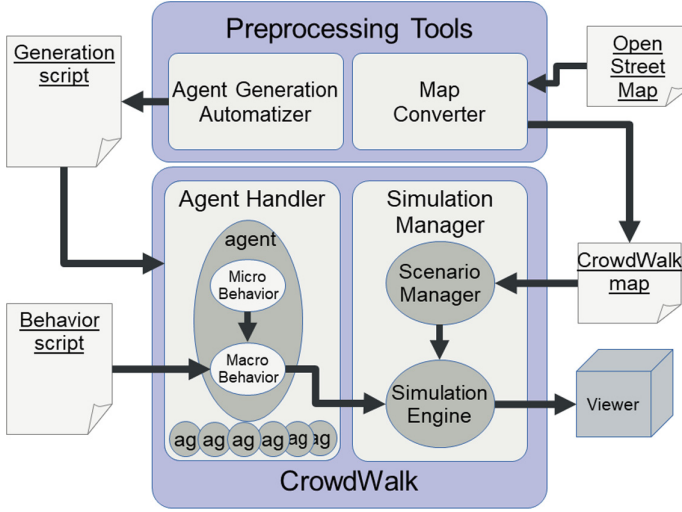 Preprocessing Tools
Generation
script
Agent Generation
Automatizer
Map
Converter
Open
Street
Map
Agent Handler
Simulation
Manager
agent
Micro
Behavior
Macro
Behavior
Scenario
Manager
CrowdWalk
map
Behavior
script
Simulation
Engine
Viewer
ag
ag
ag
ag
ag
ag
CrowdWalk